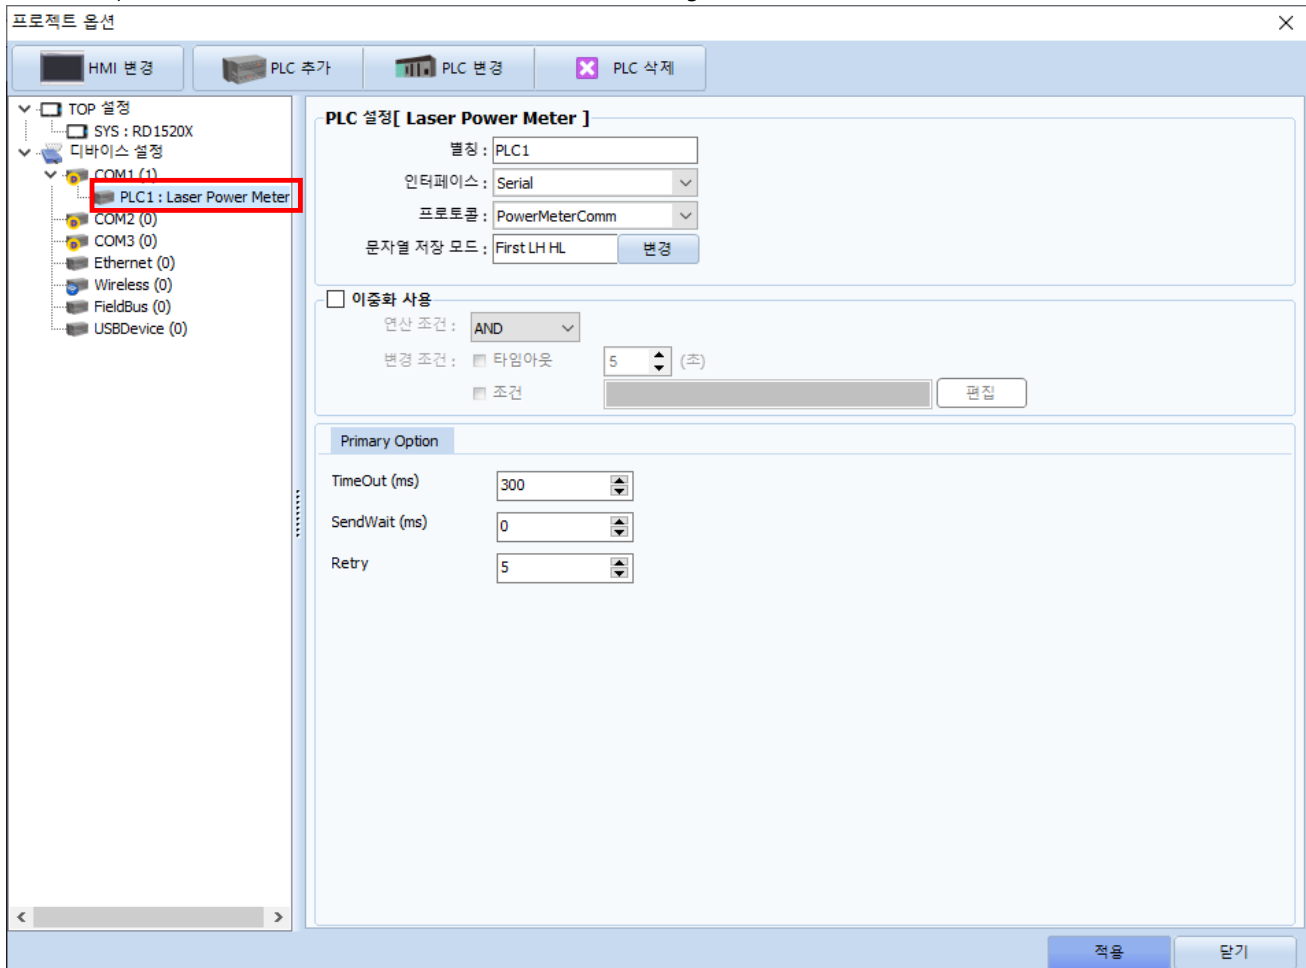 프로젝트 옵션
HMI 변경 PLC 추가 PLC 변경 PLC 삭제
TOP 설정
SYS : RD1520X
디바이스 설정
COM1 (1)
PLC1 : Laser Power Meter
COM2 (0)
COM3 (0)
Ethernet (0)
Wireless (0)
FieldBus (0)
USBDevice (0)
PLC 설정[ Laser Power Meter ]
별칭 : PLC1
인터페이스 : Serial
프로토콜 : PowerMeterComm
문자열 저장 모드 : First LH HL 변경
이중화 사용
연산 조건 : AND
변경 조건 : 타임아웃 5 (초)
조건 편집
Primary Option
TimeOut (ms) 300
SendWait (ms) 0
Retry 5
적용 닫기